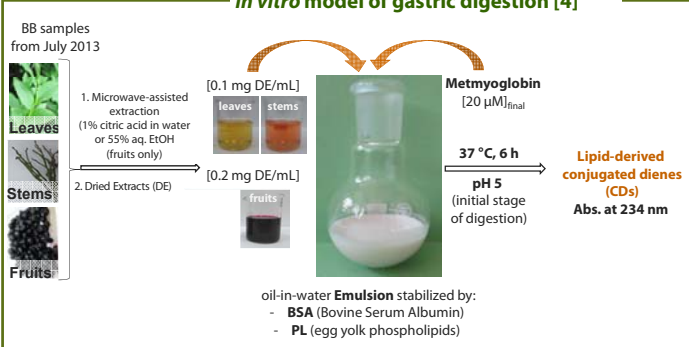 In vitro model of gastric digestion [4]
BB samples
from July 2013
Leaves
Stems
Fruits
1. Microwave-assisted
extraction
(1% citric acid in water
or 55% aq. EtOH
(fruits only)
2. Dried Extracts (DE)
[0.1 mg DE/mL]
leaves
stems
[0.2 mg DE/mL]
fruits
Metmyoglobin
[20 µM]final
37 °C, 6 h
pH 5
(initial stage
of digestion)
Lipid-derived
conjugated dienes
(CDs)
Abs. at 234 nm
oil-in-water Emulsion stabilized by:
- BSA (Bovine Serum Albumin)
- PL (egg yolk phospholipids)